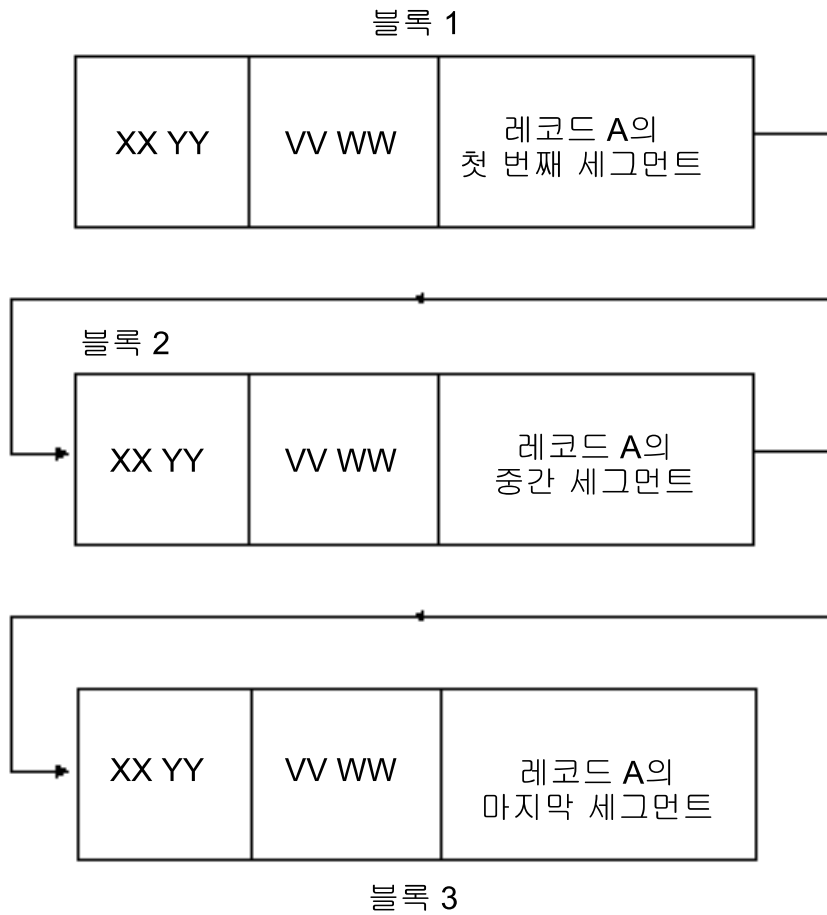 블록 1
XX YY
VV WW
레코드 A의
첫 번째 세그먼트
블록 2
XX YY
VV WW
레코드 A의
중간 세그먼트
XX YY
VV WW
레코드 A의
마지막 세그먼트
블록 3